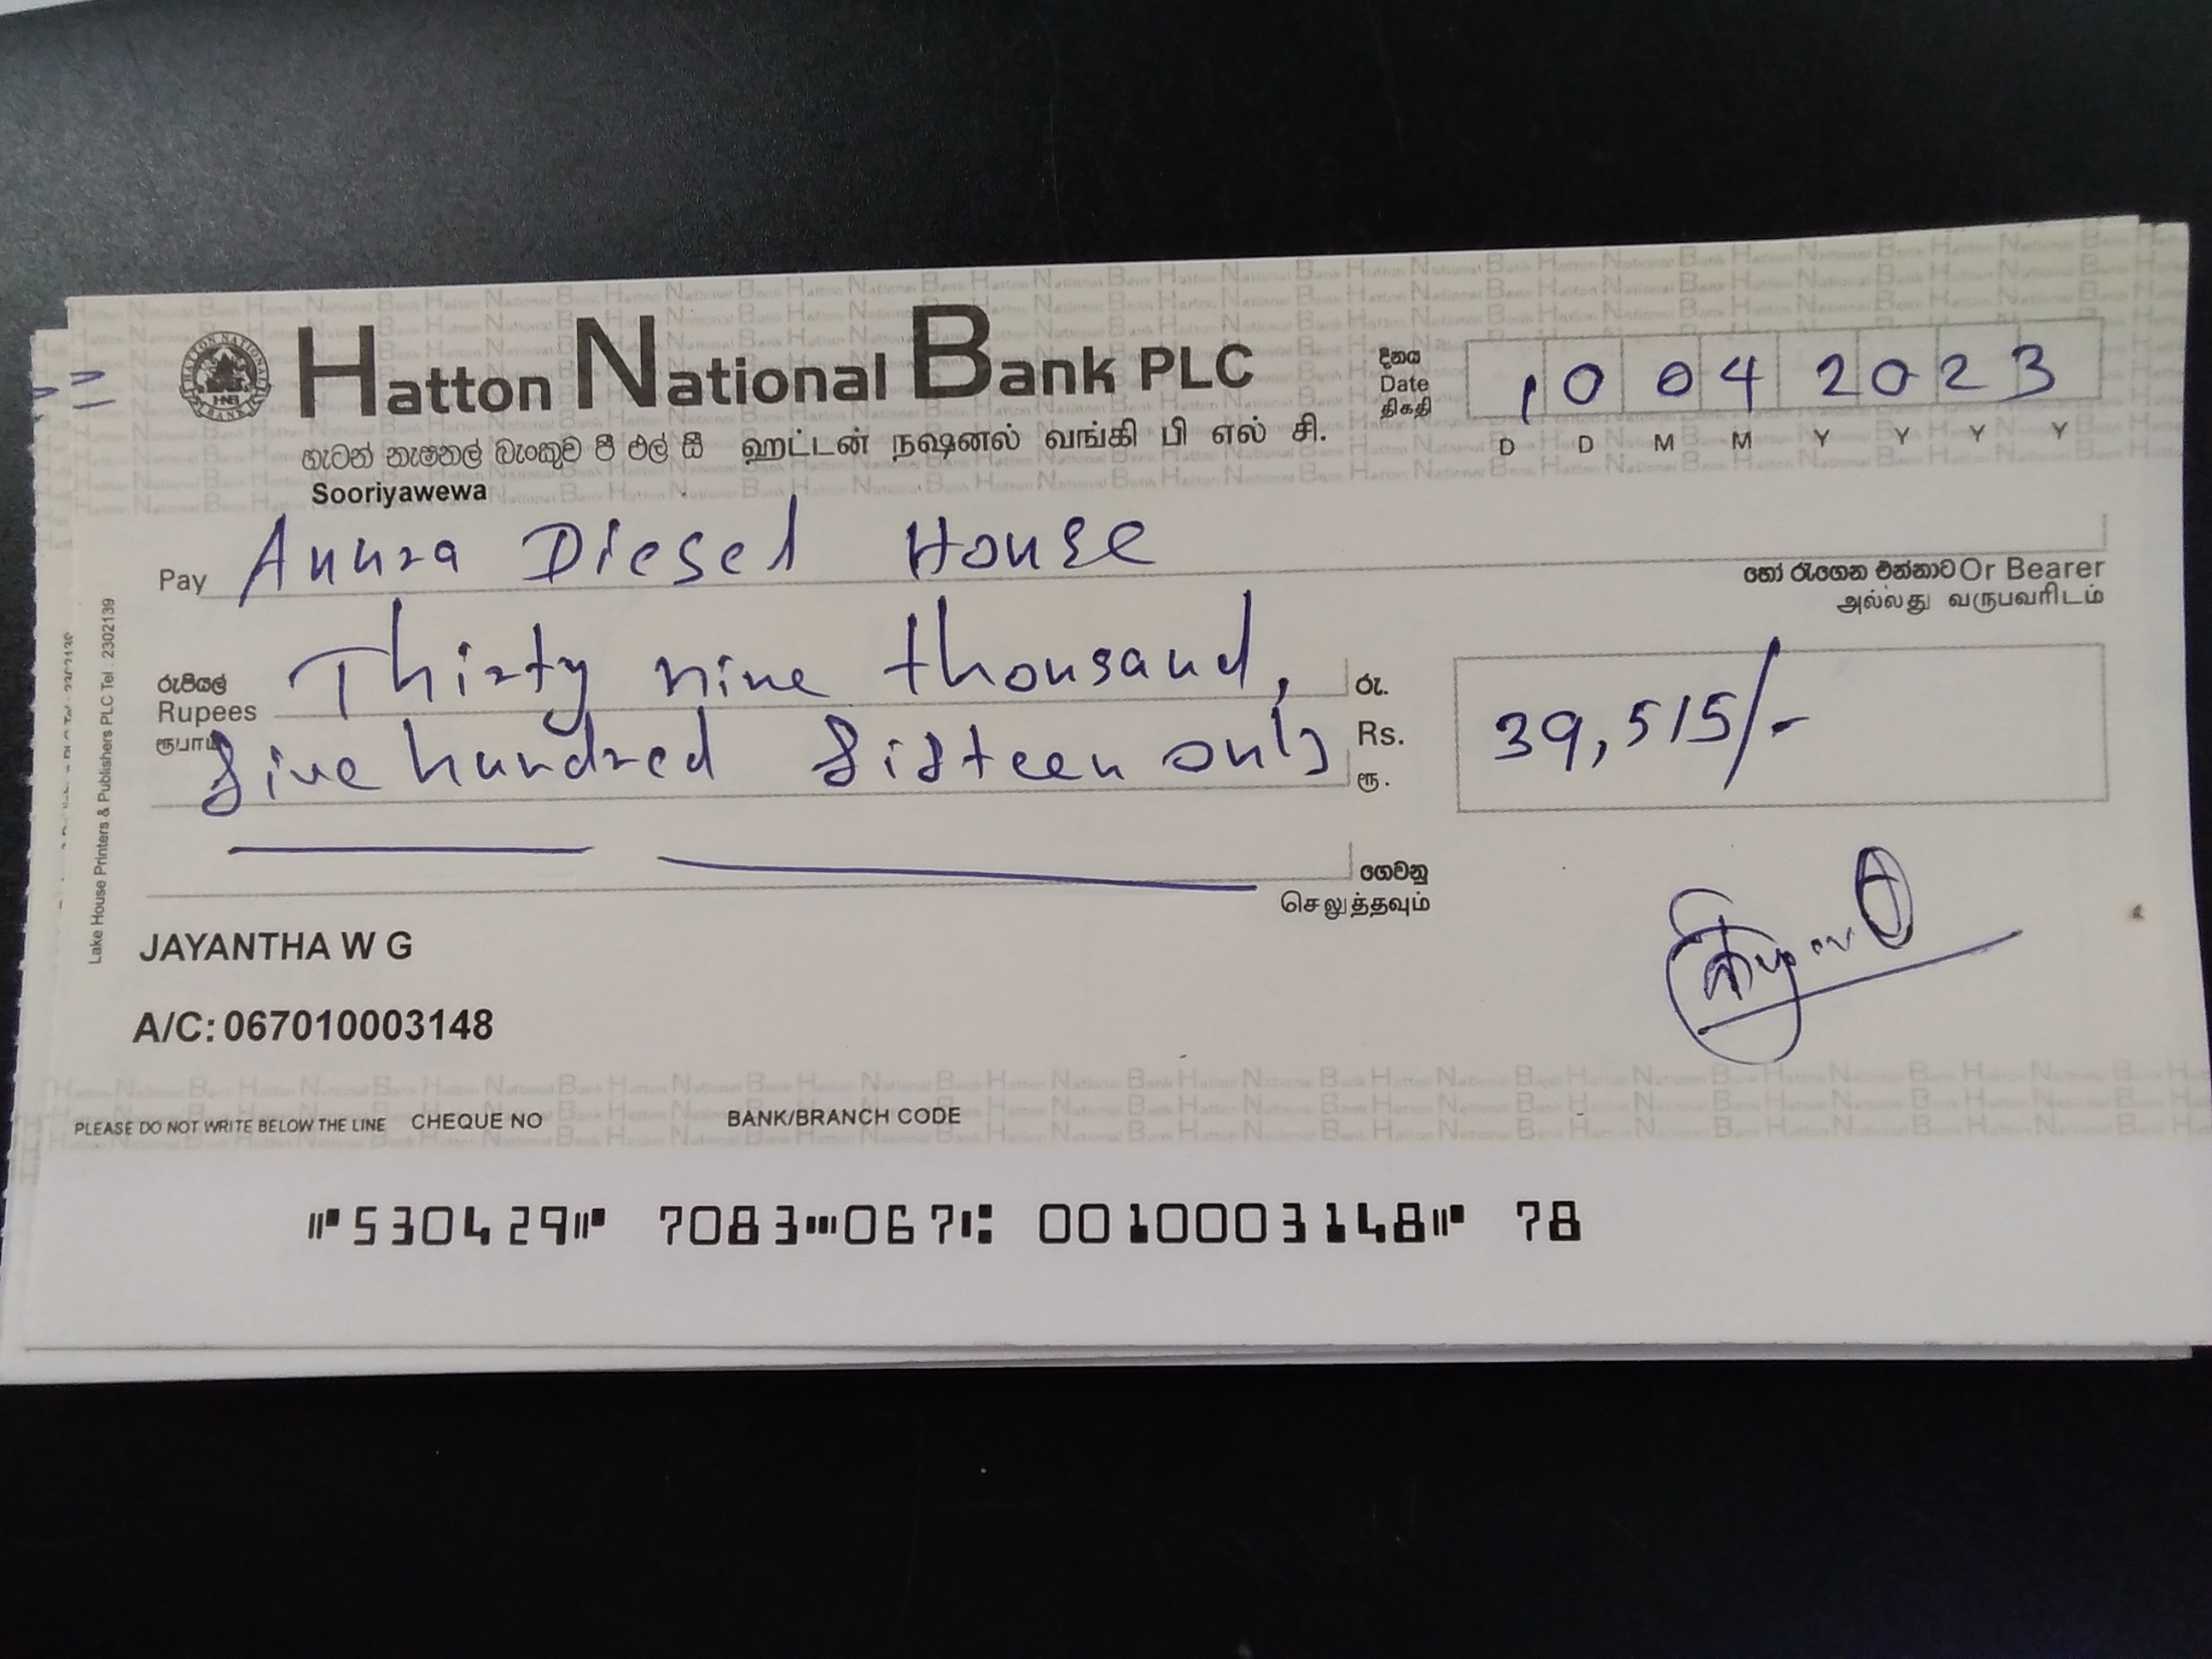 Hatton National Bank PLC
හැටන් නැෂනල් බැංකුව පී එල් සී ஹட்டன் நஷனல் வங்கி பி எல் சி.
Sooriyawewa
දිනය
Date
திகதி
10 04 2023
D D M M Y Y Y Y
Pay Anura Diesel House
හෝ රැගෙන එන්නාට Or Bearer
அல்லது வருபவரிடம்
රුපියල්
Rupees
ரூபாய்
Thirty nine thousand,
five hundred fifteen only
රු.
Rs.
ரூ.
39,515/-
ගෙවනු
செலுத்தவும்
JAYANTHA W G
A/C: 067010003148
Lake House Printers & Publishers PLC Tel : 2302139
PLEASE DO NOT WRITE BELOW THE LINE CHEQUE NO BANK/BRANCH CODE
⑈530429⑈ 7083⑉067⑆ 0010003148⑈ 78